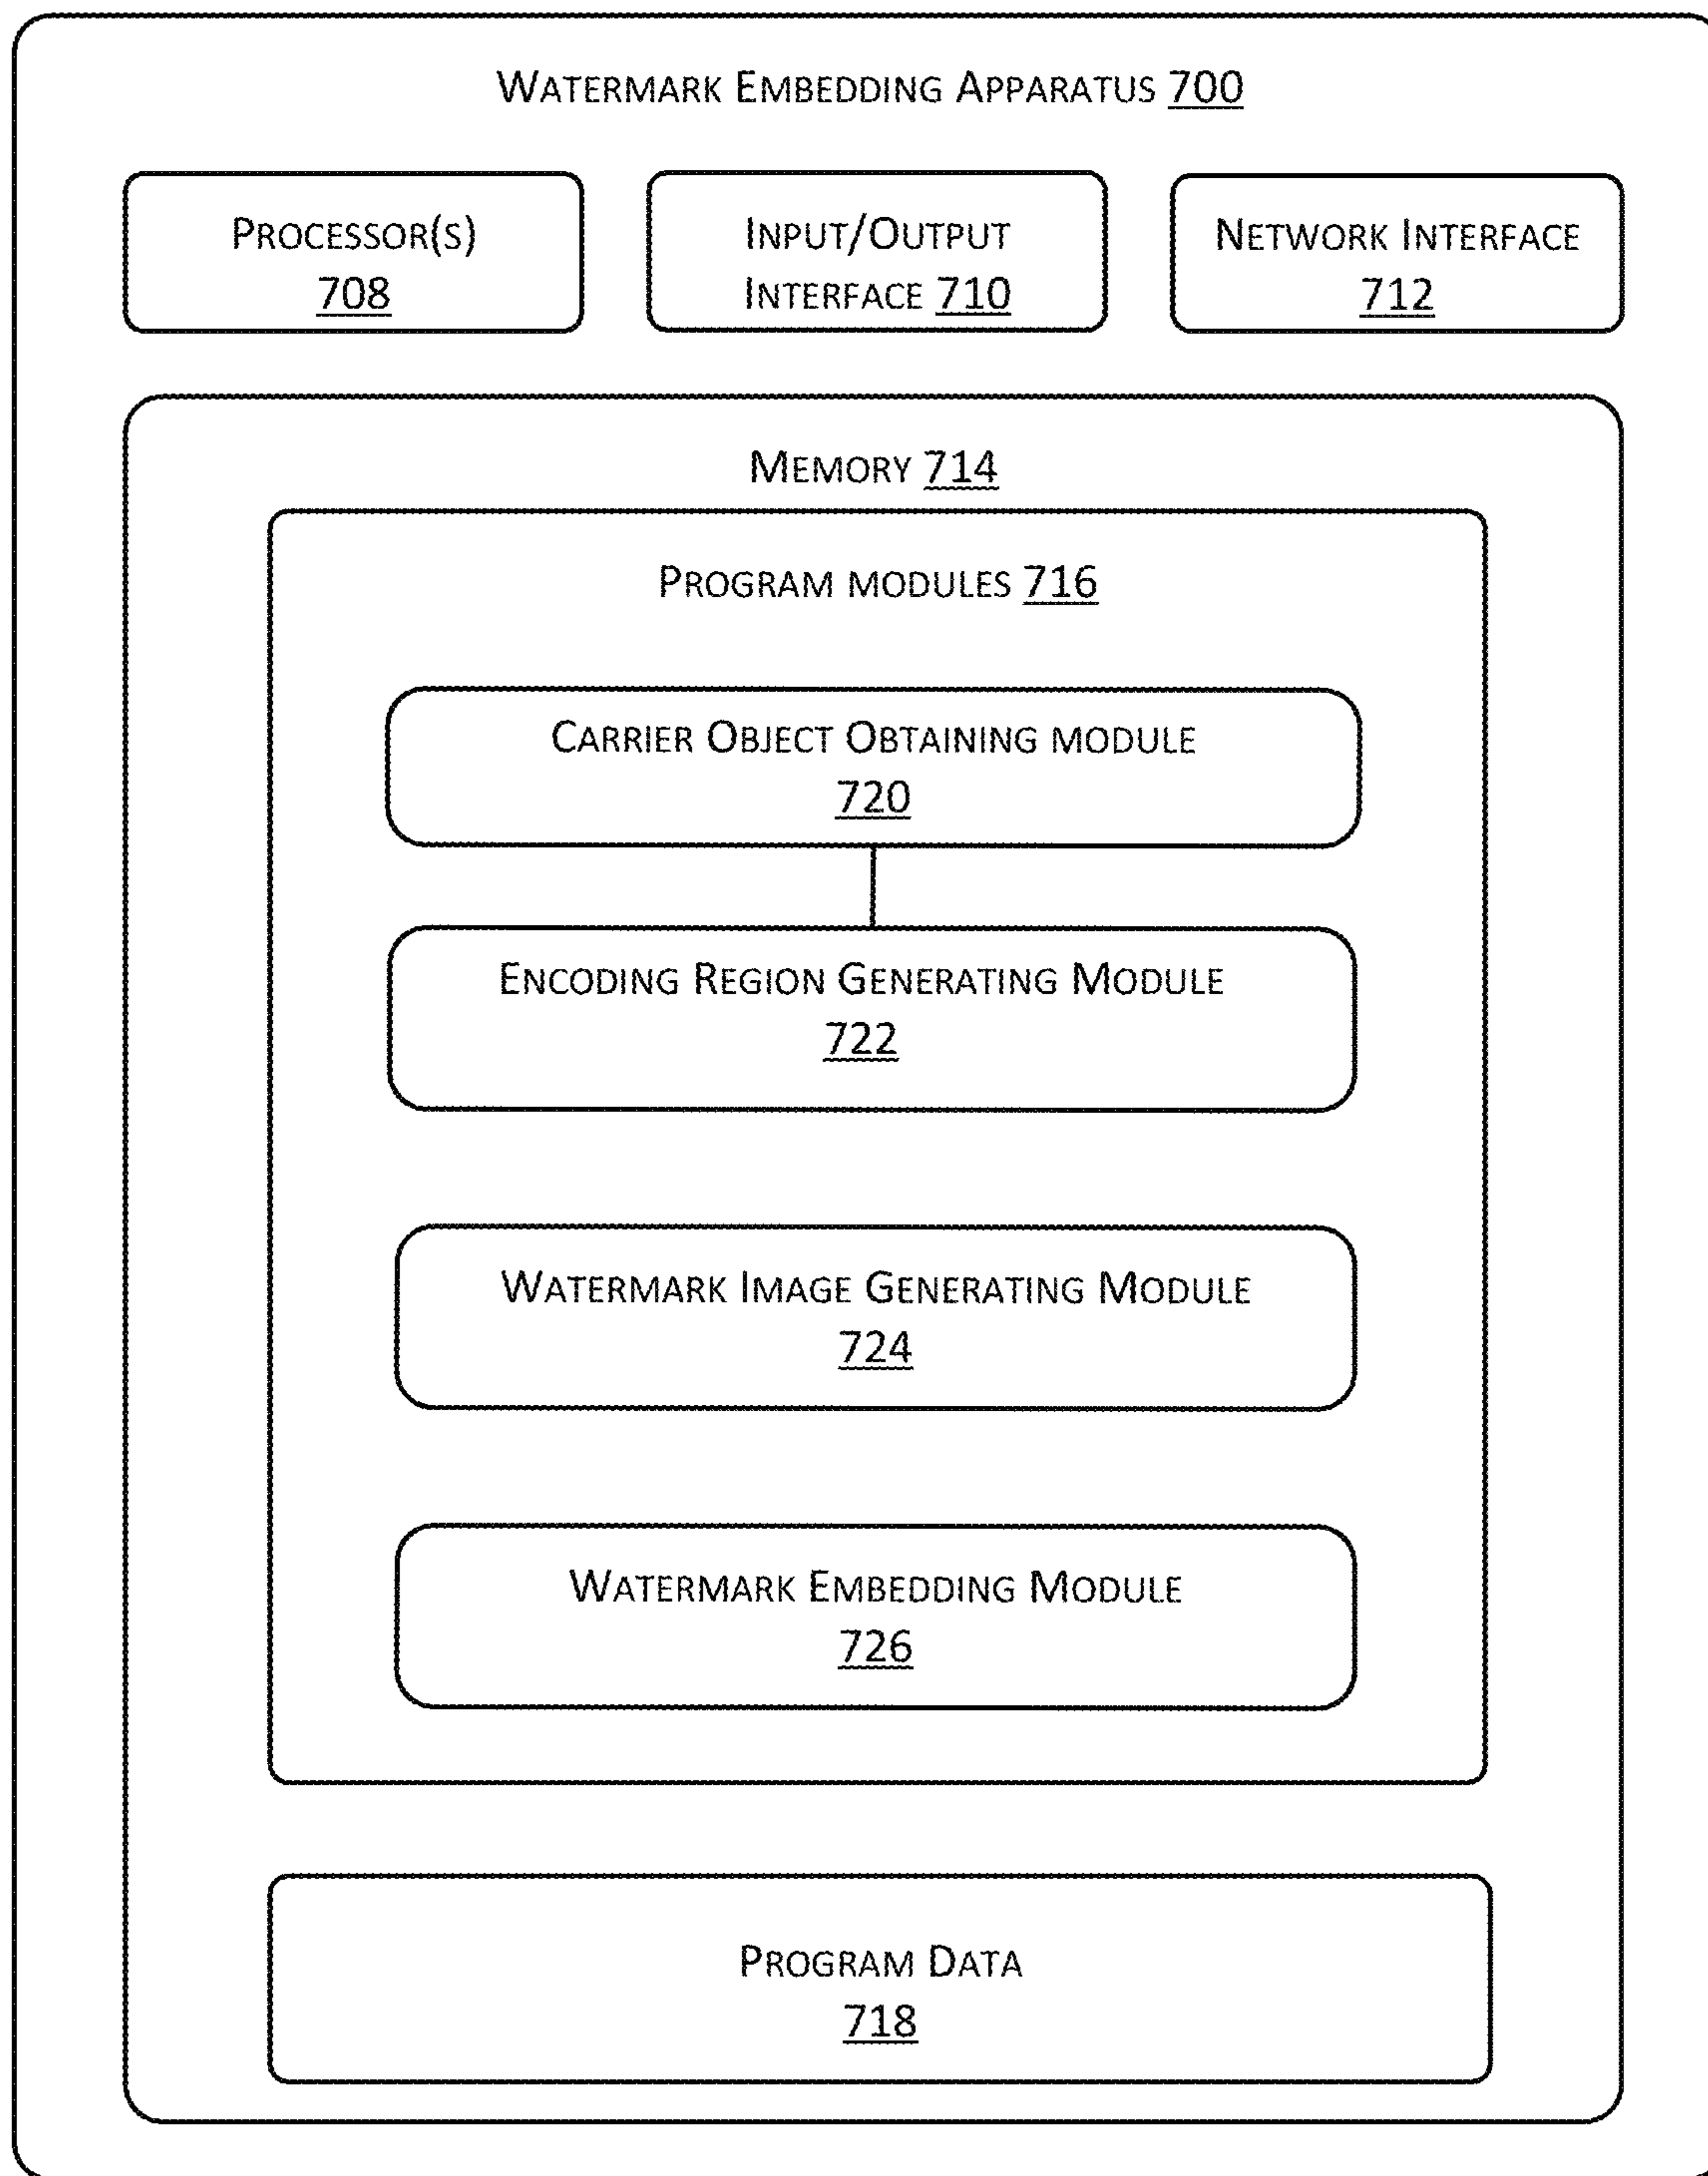 Watermark Embedding Apparatus 700
Processor(s)
708
Input/Output
Interface 710
Network Interface
712
Memory 714
Program modules 716
Carrier Object Obtaining module
720
Encoding Region Generating Module
722
Watermark Image Generating Module
724
Watermark Embedding Module
726
Program Data
718